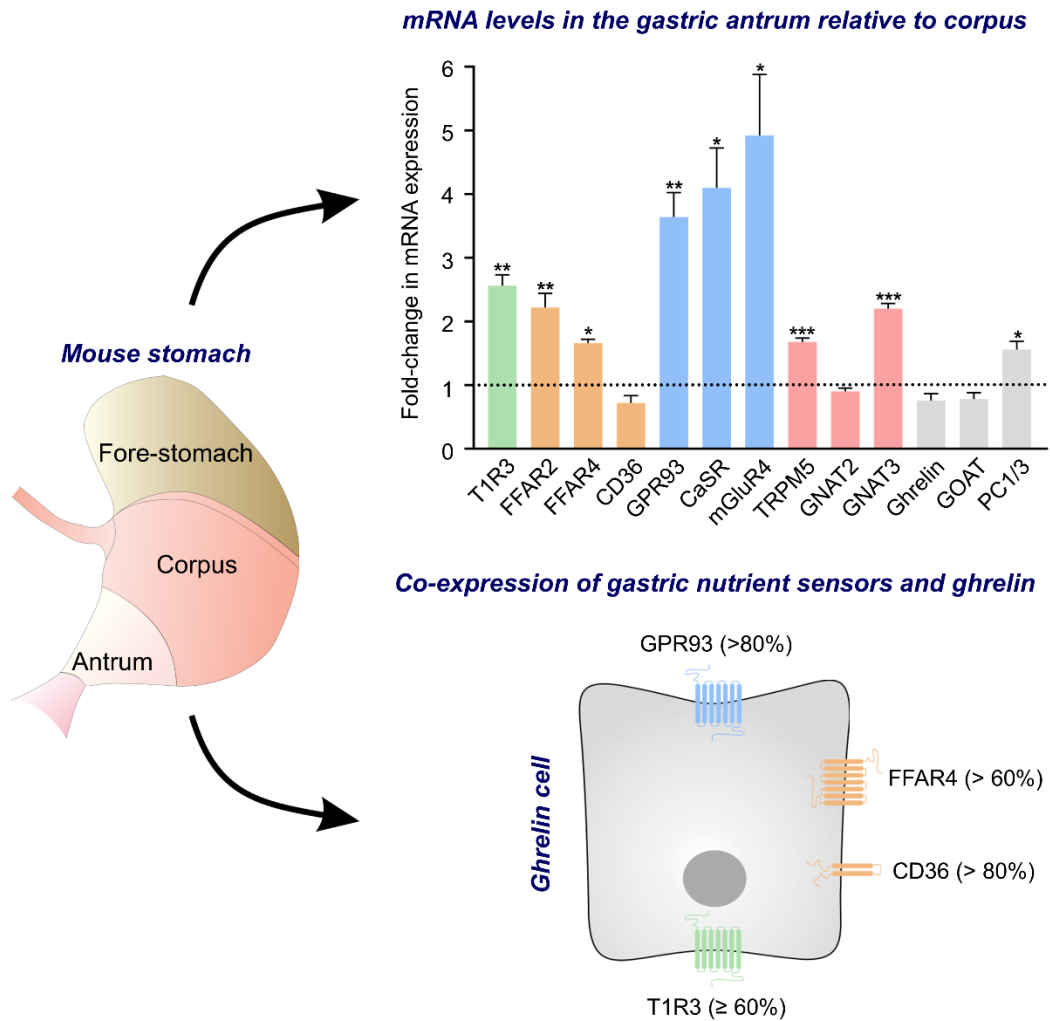 mRNA levels in the gastric antrum relative to corpus
Fold-change in mRNA expression
6
5
4
3
2
1
0
**
**
*
**
*
*
***
***
*
T1R3
FFAR2
FFAR4
CD36
GPR93
CaSR
mGluR4
TRPM5
GNAT2
GNAT3
Ghrelin
GOAT
PC1/3
Mouse stomach
Fore-stomach
Corpus
Antrum
Co-expression of gastric nutrient sensors and ghrelin
GPR93 (>80%)
Ghrelin cell
FFAR4 (> 60%)
CD36 (> 80%)
T1R3 (≥ 60%)